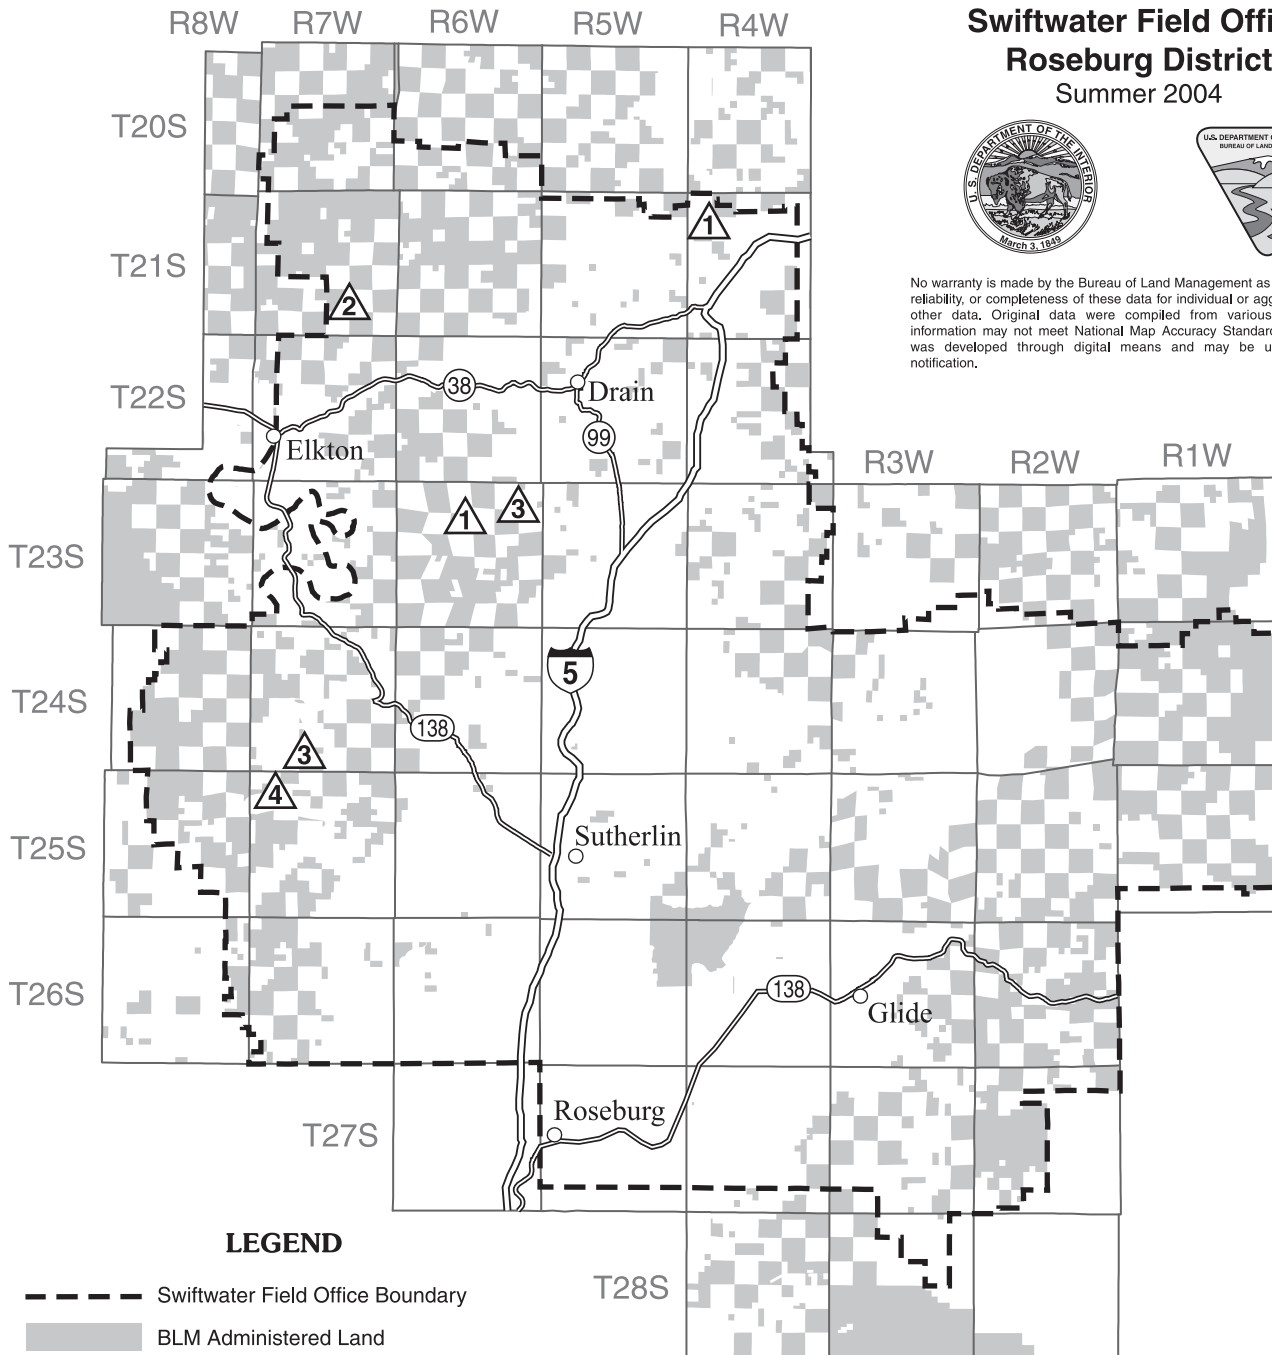 R8W R7W R6W R5W R4W
Swiftwater Field Offi
Roseburg District
Summer 2004
U. S. DEPARTMENT OF THE INTERIOR
March 3, 1849
U.S. DEPARTMENT
BUREAU OF LAND
No warranty is made by the Bureau of Land Management as
reliability, or completeness of these data for individual or agg
other data. Original data were compiled from various
information may not meet National Map Accuracy Standard
was developed through digital means and may be u
notification.
T20S
1
T21S
2
T22S
38
Drain
99
Elkton
R3W R2W R1W
1
3
T23S
5
T24S
138
3
4
Sutherlin
T25S
T26S
138
Glide
Roseburg
T27S
T28S
LEGEND
Swiftwater Field Office Boundary
BLM Administered Land